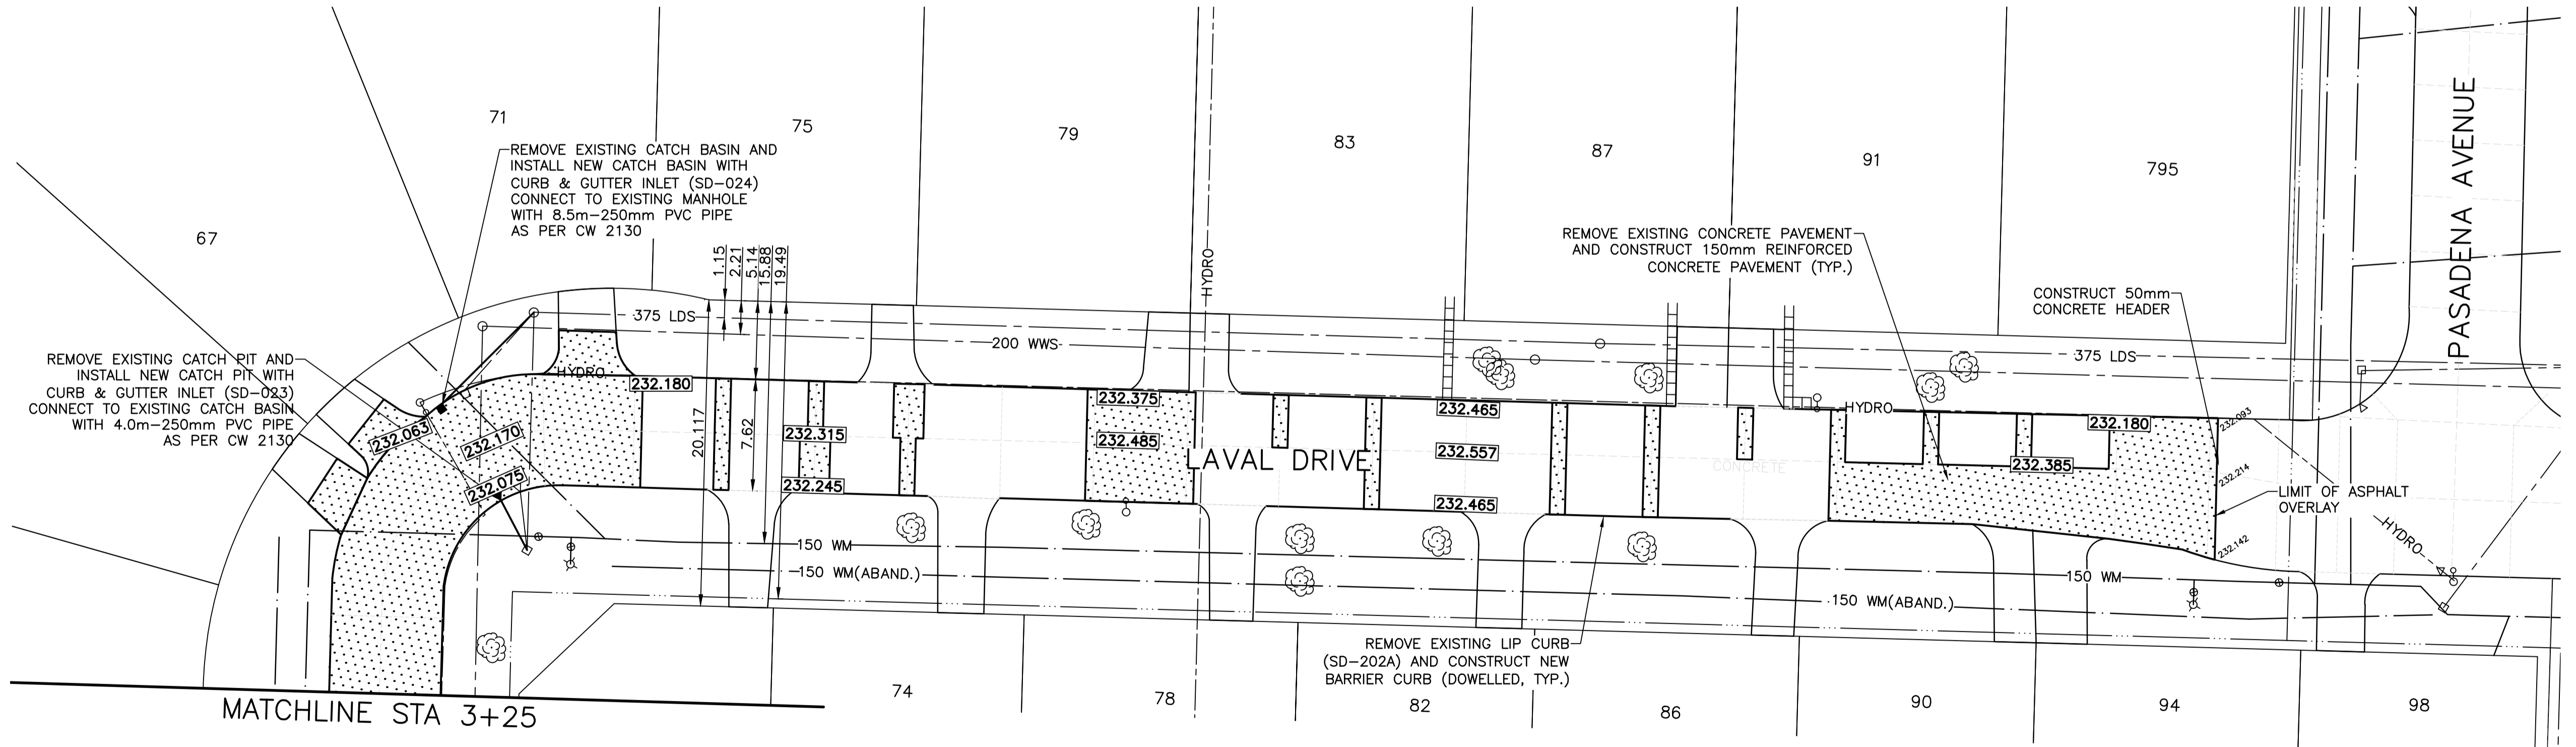 71
75
79
83
87
91
795
67
PASADENA AVENUE
REMOVE EXISTING CATCH BASIN AND
INSTALL NEW CATCH BASIN WITH
CURB & GUTTER INLET (SD-024)
CONNECT TO EXISTING MANHOLE
WITH 8.5m-250mm PVC PIPE
AS PER CW 2130
REMOVE EXISTING CONCRETE PAVEMENT
AND CONSTRUCT 150mm REINFORCED
CONCRETE PAVEMENT (TYP.)
CONSTRUCT 50mm
CONCRETE HEADER
1.15
2.21
5.14
15.88
19.49
HYDRO
375 LDS
200 WWS
375 LDS
REMOVE EXISTING CATCH PIT AND
INSTALL NEW CATCH PIT WITH
CURB & GUTTER INLET (SD-023)
CONNECT TO EXISTING CATCH BASIN
WITH 4.0m-250mm PVC PIPE
AS PER CW 2130
HYDRO
232.180
232.375
232.465
HYDRO
232.180
232.093
232.063
232.170
232.075
20.117
7.62
232.315
232.485
232.557
232.385
232.214
LAVAL DRIVE
CONCRETE
232.245
232.465
LIMIT OF ASPHALT
OVERLAY
232.142
HYDRO
150 WM
150 WM(ABAND.)
150 WM
150 WM(ABAND.)
REMOVE EXISTING LIP CURB
(SD-202A) AND CONSTRUCT NEW
BARRIER CURB (DOWELLED, TYP.)
MATCHLINE STA 3+25
74
78
82
86
90
94
98